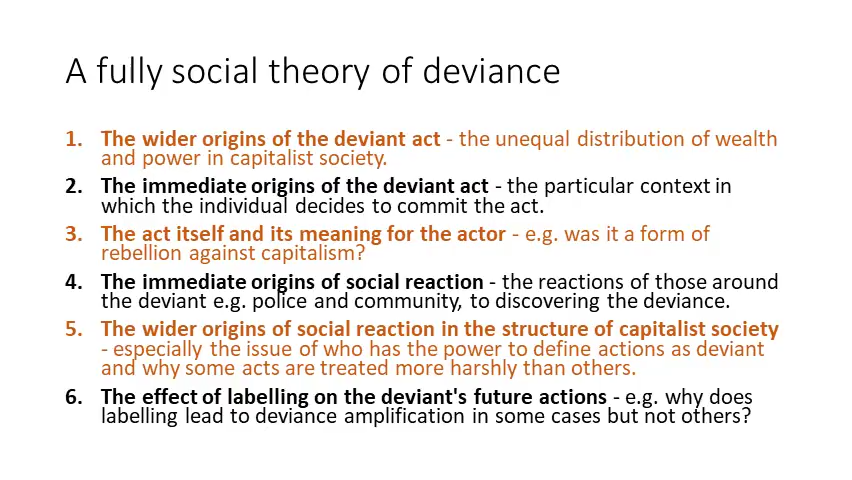 A fully social theory of deviance
1. The wider origins of the deviant act - the unequal distribution of wealth
and power in capitalist society.
2. The immediate origins of the deviant act - the particular context in
which the individual decides to commit the act.
3. The act itself and its meaning for the actor - e.g. was it a form of
rebellion against capitalism?
4. The immediate origins of social reaction - the reactions of those around
the deviant e.g. police and community, to discovering the deviance.
5. The wider origins of social reaction in the structure of capitalist society
- especially the issue of who has the power to define actions as deviant
and why some acts are treated more harshly than others.
6. The effect of labelling on the deviant's future actions - e.g. why does
labelling lead to deviance amplification in some cases but not others?